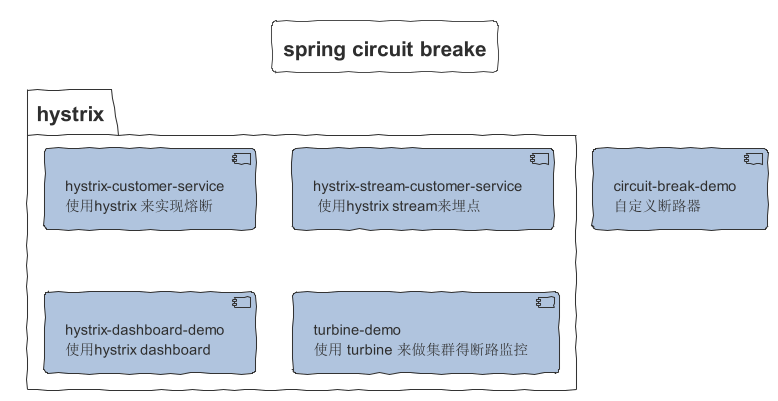 spring circuit breake
hystrix
hystrix-customer-service
使用hystrix 来实现熔断
hystrix-stream-customer-service
使用hystrix stream来埋点
circuit-break-demo
自定义断路器
hystrix-dashboard-demo
使用hystrix dashboard
turbine-demo
使用 turbine 来做集群得断路监控